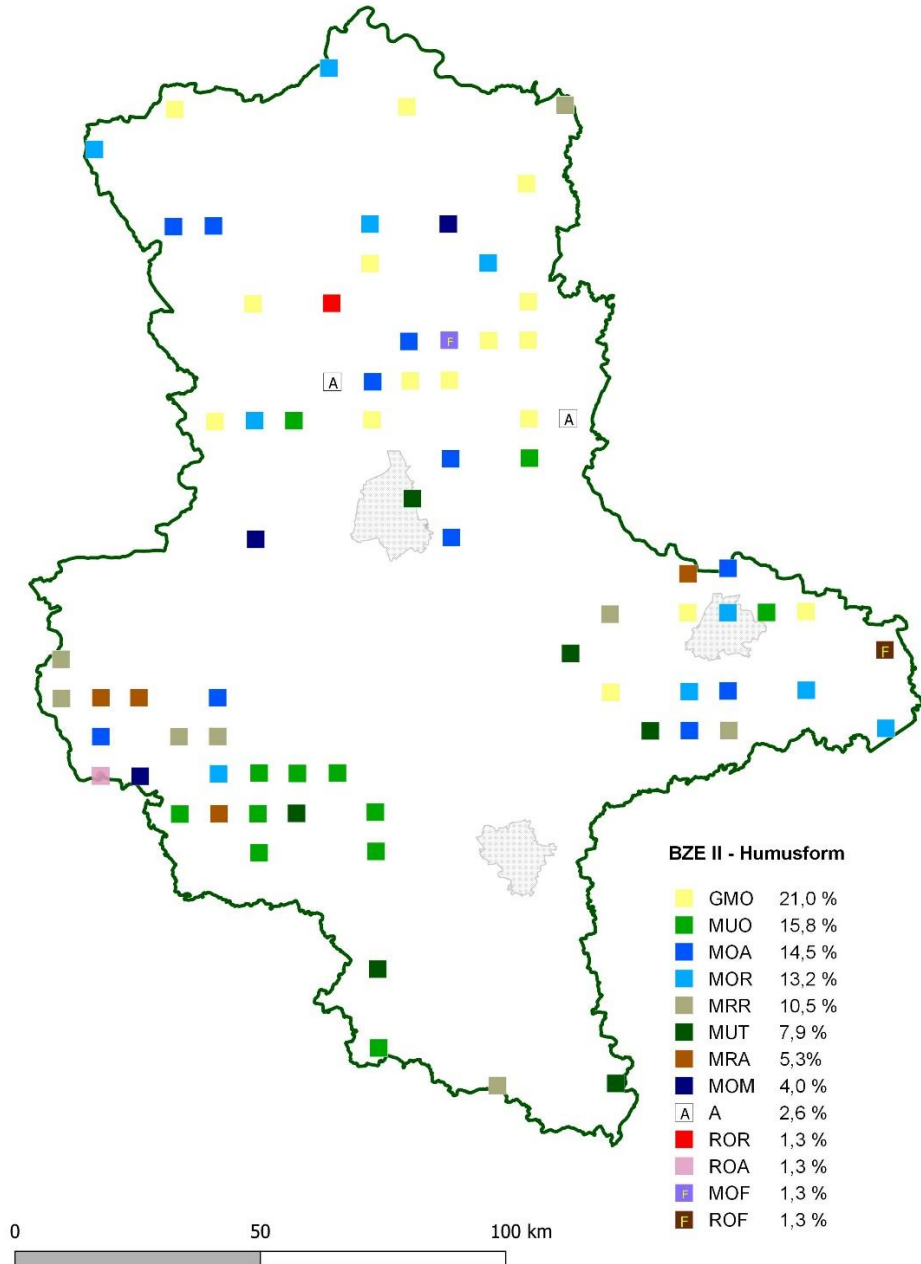 F
A
A
F
BZE II - Humusform
GMO 21,0 %
MUO 15,8 %
MOA 14,5 %
MOR 13,2 %
MRR 10,5 %
MUT 7,9 %
MRA 5,3%
MOM 4,0 %
A A 2,6 %
ROR 1,3 %
ROA 1,3 %
F MOF 1,3 %
F ROF 1,3 %
0 50 100 km